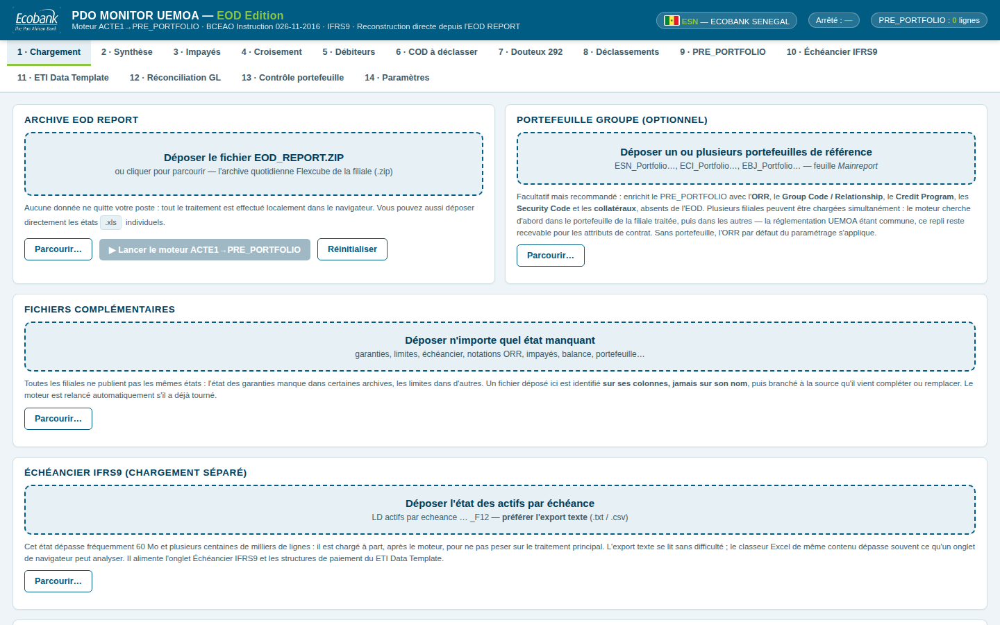 Ecobank
The Pan African Bank
PDO MONITOR UEMOA — EOD Edition
Moteur ACTE1→PRE_PORTFOLIO · BCEAO Instruction 026-11-2016 · IFRS9 · Reconstruction directe depuis l'EOD REPORT
ESN — ECOBANK SENEGAL
Arrêté : —
PRE_PORTFOLIO : 0 lignes
1 · Chargement
2 · Synthèse
3 · Impayés
4 · Croisement
5 · Débiteurs
6 · COD à déclasser
7 · Douteux 292
8 · Déclassements
9 · PRE_PORTFOLIO
10 · Échéancier IFRS9
11 · ETI Data Template
12 · Réconciliation GL
13 · Contrôle portefeuille
14 · Paramètres
ARCHIVE EOD REPORT
Déposer le fichier EOD_REPORT.ZIP
ou cliquer pour parcourir — l'archive quotidienne Flexcube de la filiale (.zip)
Aucune donnée ne quitte votre poste : tout le traitement est effectué localement dans le navigateur. Vous pouvez aussi déposer
directement les états .xls individuels.
Parcourir…
▶ Lancer le moteur ACTE1→PRE_PORTFOLIO
Réinitialiser
PORTEFEUILLE GROUPE (OPTIONNEL)
Déposer un ou plusieurs portefeuilles de référence
ESN_Portfolio…, ECI_Portfolio…, EBJ_Portfolio… — feuille Mainreport
Facultatif mais recommandé : enrichit le PRE_PORTFOLIO avec l'ORR, le Group Code / Relationship, le Credit Program, les
Security Code et les collatéraux, absents de l'EOD. Plusieurs filiales peuvent être chargées simultanément : le moteur cherche
d'abord dans le portefeuille de la filiale traitée, puis dans les autres — la réglementation UEMOA étant commune, ce repli reste
recevable pour les attributs de contrat. Sans portefeuille, l'ORR par défaut du paramétrage s'applique.
Parcourir…
FICHIERS COMPLÉMENTAIRES
Déposer n'importe quel état manquant
garanties, limites, échéancier, notations ORR, impayés, balance, portefeuille…
Toutes les filiales ne publient pas les mêmes états : l'état des garanties manque dans certaines archives, les limites dans d'autres. Un fichier déposé ici est identifié sur ses colonnes, jamais sur son nom, puis branché à la source qu'il vient compléter ou remplacer. Le
moteur est relancé automatiquement s'il a déjà tourné.
Parcourir…
ÉCHÉANCIER IFRS9 (CHARGEMENT SÉPARÉ)
Déposer l'état des actifs par échéance
LD actifs par echeance … _F12 — préférer l'export texte (.txt / .csv)
Cet état dépasse fréquemment 60 Mo et plusieurs centaines de milliers de lignes : il est chargé à part, après le moteur, pour ne pas peser sur le traitement principal. L'export texte se lit sans difficulté ; le classeur Excel de même contenu dépasse souvent ce qu'un onglet
de navigateur peut analyser. Il alimente l'onglet Échéancier IFRS9 et les structures de paiement du ETI Data Template.
Parcourir…